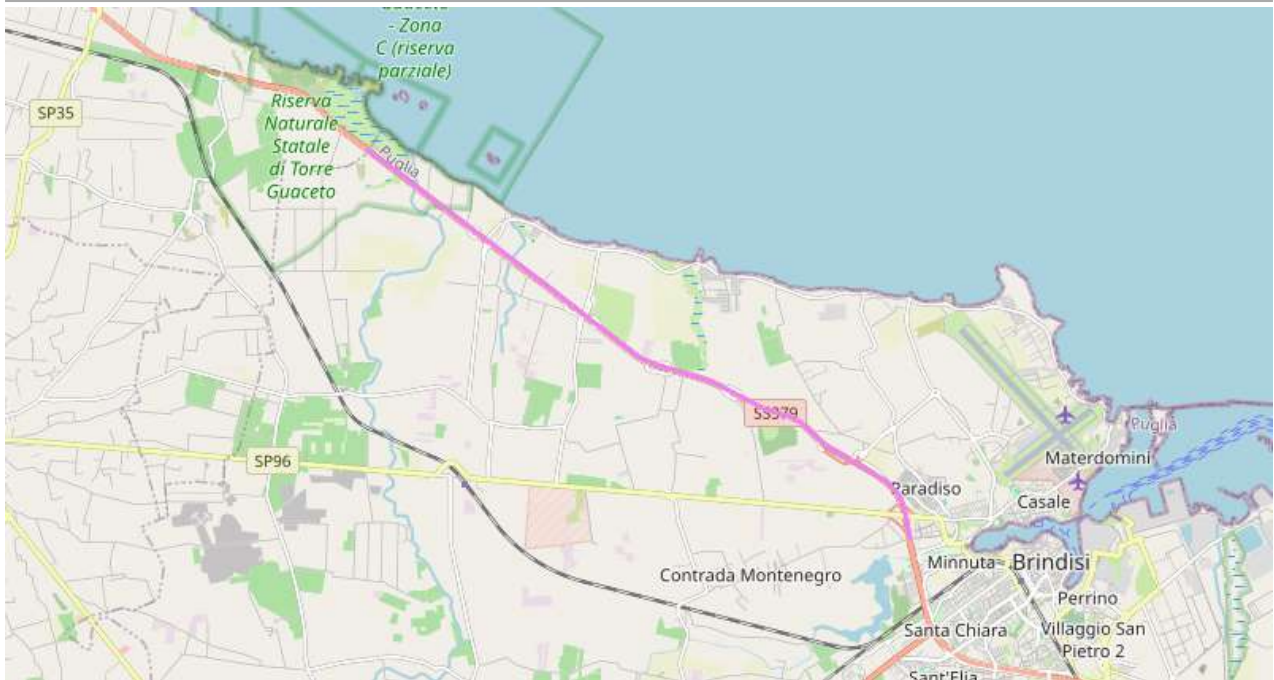 Guaceto
- Zona
C (riserva
parziale)
SP35
Riserva
Naturale
Statale
di Torre
Guaceto
Puglia
SS379
Puglia
Materdomini
SP96
Paradiso
Casale
Minnuta
Brindisi
Contrada Montenegro
Perrino
Santa Chiara
Villaggio San
Pietro 2
Sant'Elia